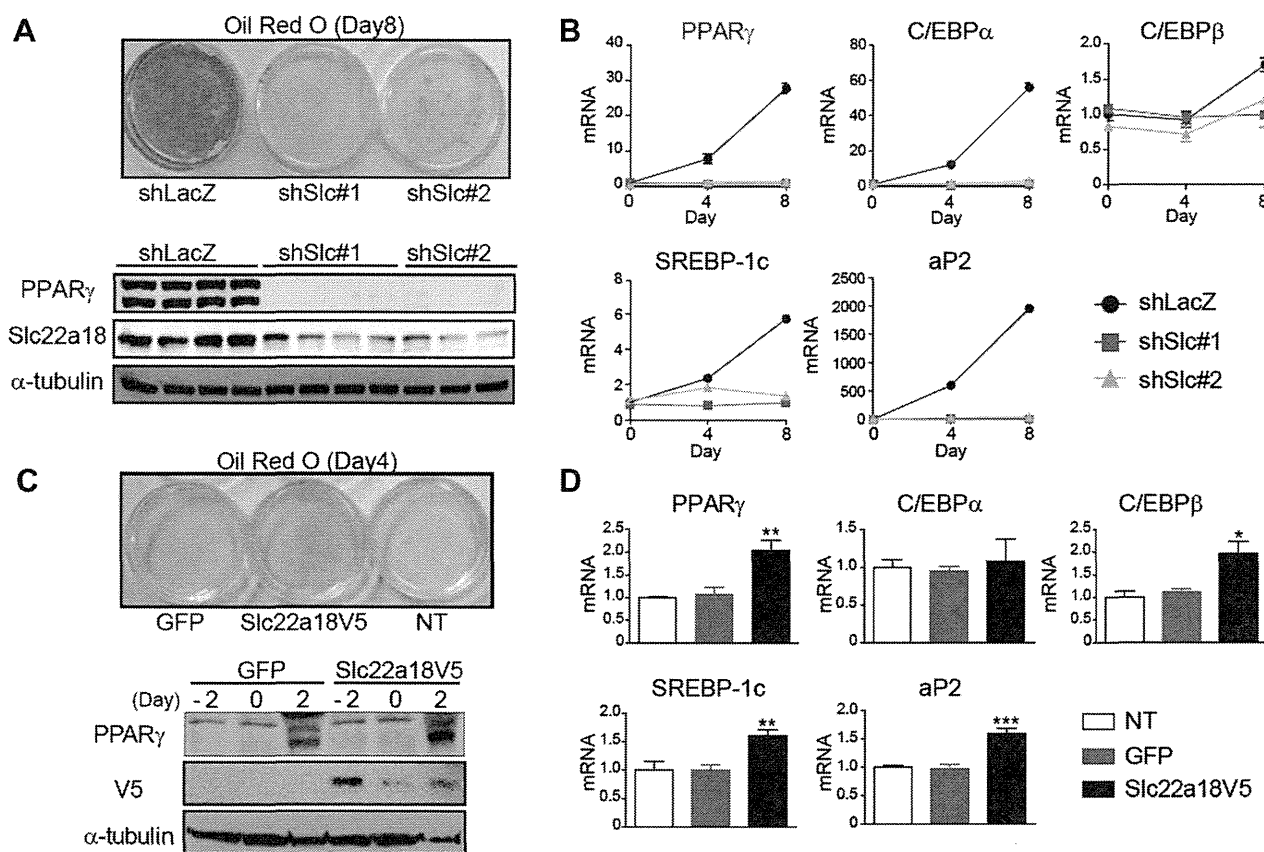 A
Oil Red O (Day8)
shLacZ shSlc#1 shSlc#2
shLacZ shSlc#1 shSlc#2
PPARγ
Slc22a18
α-tubulin
B
PPARγ
mRNA
40
30
20
10
0
0 4 8
Day
C/EBPα
mRNA
80
60
40
20
0
0 4 8
Day
C/EBPβ
mRNA
2.0
1.5
1.0
0.5
0
0 4 8
Day
SREBP-1c
mRNA
8
6
4
2
0
0 4 8
Day
aP2
mRNA
2500
2000
1500
1000
500
0
0 4 8
Day
shLacZ
shSlc#1
shSlc#2
C
Oil Red O (Day4)
GFP Slc22a18V5 NT
GFP Slc22a18V5
(Day) -2 0 2 -2 0 2
PPARγ
V5
α-tubulin
D
PPARγ
mRNA
2.5
2.0
1.5
1.0
0.5
0
**
C/EBPα
mRNA
1.5
1.0
0.5
0
C/EBPβ
mRNA
2.5
2.0
1.5
1.0
0.5
0
*
SREBP-1c
mRNA
2.0
1.5
1.0
0.5
0
**
aP2
mRNA
2.0
1.5
1.0
0.5
0
***
NT
GFP
Slc22a18V5